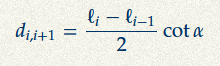 d_{i,i+1} = \frac{\ell_i - \ell_{i-1}}{2} \cot \alpha